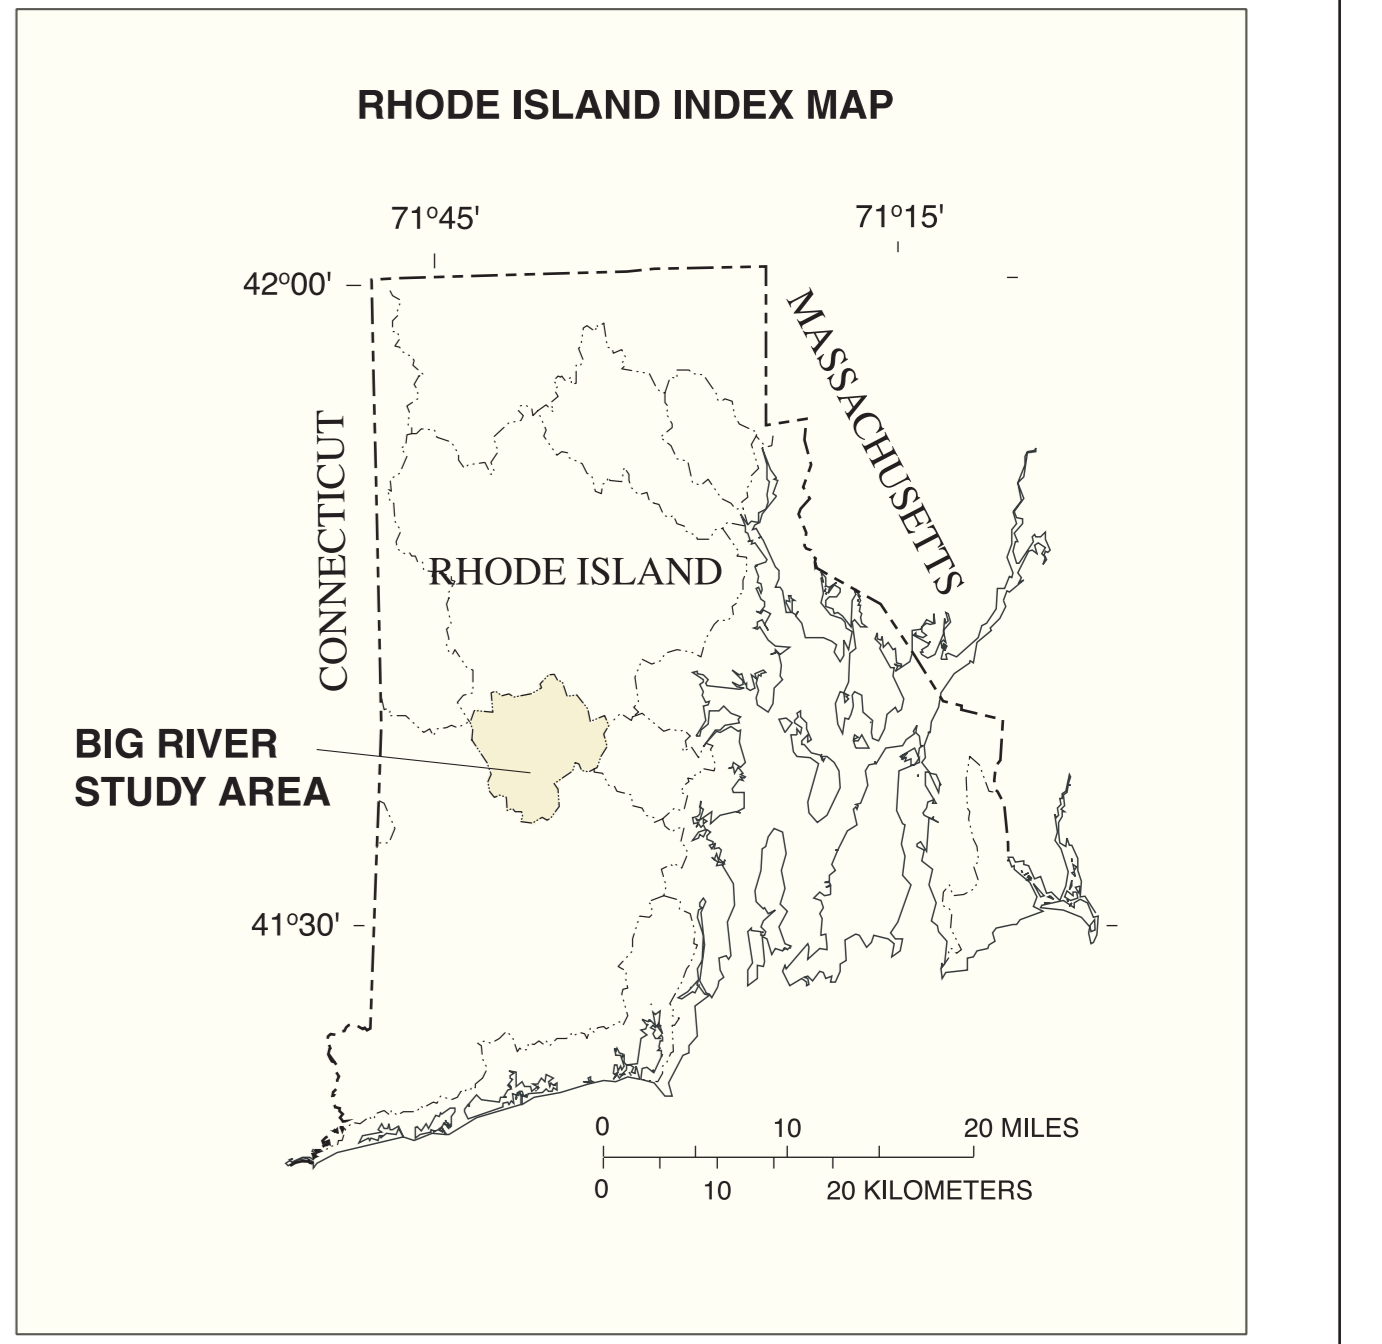 RHODE ISLAND INDEX MAP
71º45'
71º15'
42º00'
MASSACHUSETTS
CONNECTICUT
RHODE ISLAND
BIG RIVER
STUDY AREA
41º30'
0 10 20 MILES
0 10 20 KILOMETERS